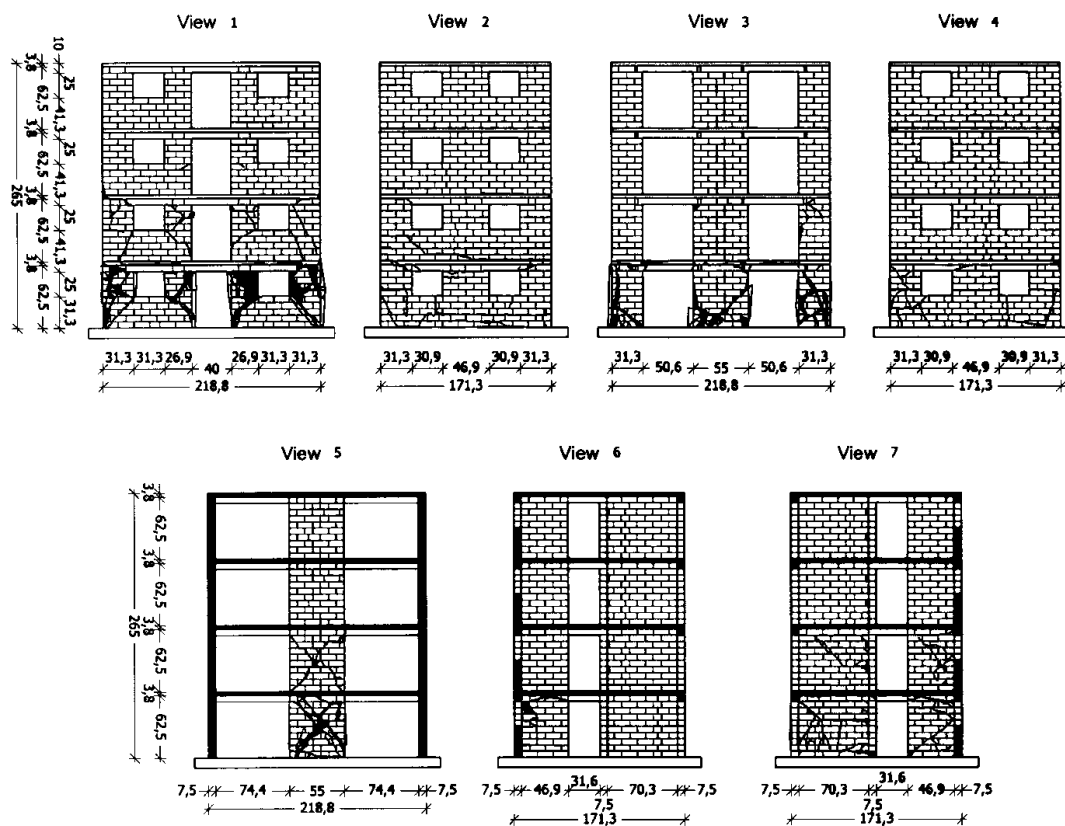 View 1
View 2
View 3
View 4
10
3,8 25
62,5 41,3
3,8 25
62,5 41,3
265
3,8 25
62,5 41,3
3,8 25
62,5 31,3
31,3 31,3 26,9 40 26,9 31,3 31,3
218,8
31,3 30,9 46,9 30,9 31,3
171,3
31,3 50,6 55 50,6 31,3
218,8
31,3 30,9 46,9 30,9 31,3
171,3
View 5
View 6
View 7
3,8
62,5
3,8
62,5
265
3,8
62,5
3,8
62,5
7,5 74,4 55 74,4 7,5
218,8
31,6
7,5 46,9 70,3 7,5
7,5
171,3
31,6
7,5 70,3 46,9 7,5
7,5
171,3